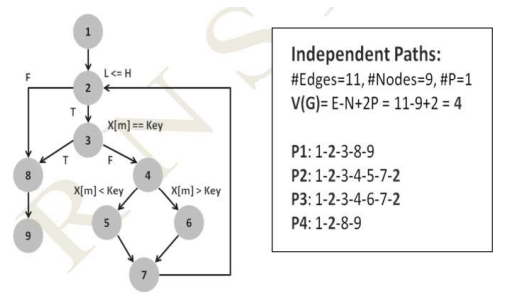 1
L <= H
F
2
T
X[m] == Key
3
T
F
8
4
X[m] < Key
X[m] > Key
5
6
9
7
R N S
Independent Paths:
#Edges=11, #Nodes=9, #P=1
V(G)= E-N+2P = 11-9+2 = 4
P1: 1-2-3-8-9
P2: 1-2-3-4-5-7-2
P3: 1-2-3-4-6-7-2
P4: 1-2-8-9